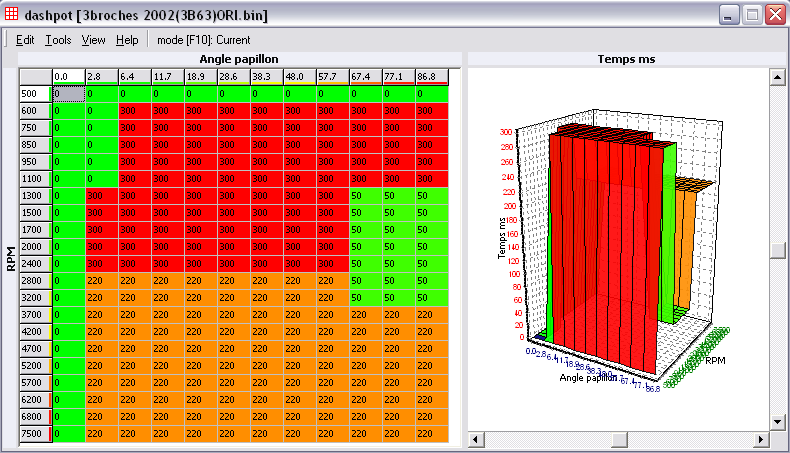 dashpot [3broches 2002(3B63)ORI.bin]
Edit Tools View Help mode [F10]: Current
Angle papillon
0.0 2.8 6.4 11.7 18.9 28.6 38.3 48.0 57.7 67.4 77.1 86.8
500 0 0 0 0 0 0 0 0 0 0 0 0
600 0 0 300 300 300 300 300 300 300 300 300 300
750 0 0 300 300 300 300 300 300 300 300 300 300
850 0 0 300 300 300 300 300 300 300 300 300 300
950 0 0 300 300 300 300 300 300 300 300 300 300
1100 0 0 300 300 300 300 300 300 300 300 300 300
1300 0 300 300 300 300 300 300 300 300 50 50 50
1500 0 300 300 300 300 300 300 300 300 50 50 50
1700 0 300 300 300 300 300 300 300 300 50 50 50
2000 0 300 300 300 300 300 300 300 300 50 50 50
2400 0 300 300 300 300 300 300 300 300 50 50 50
2800 0 220 220 220 220 220 220 220 220 50 50 50
3200 0 220 220 220 220 220 220 220 220 50 50 50
3700 0 220 220 220 220 220 220 220 220 220 220 220
4200 0 220 220 220 220 220 220 220 220 220 220 220
4700 0 220 220 220 220 220 220 220 220 220 220 220
5200 0 220 220 220 220 220 220 220 220 220 220 220
5700 0 220 220 220 220 220 220 220 220 220 220 220
6200 0 220 220 220 220 220 220 220 220 220 220 220
6800 0 220 220 220 220 220 220 220 220 220 220 220
7500 0 220 220 220 220 220 220 220 220 220 220 220
RPM
Temps ms
300
280
260
240
220
200
180
160
140
120
100
80
60
40
20
0
Temps ms
0.0 2.8 6.4 11.7 18.9 28.6 67.4 77.1 86.8
Angle papillon
RPM